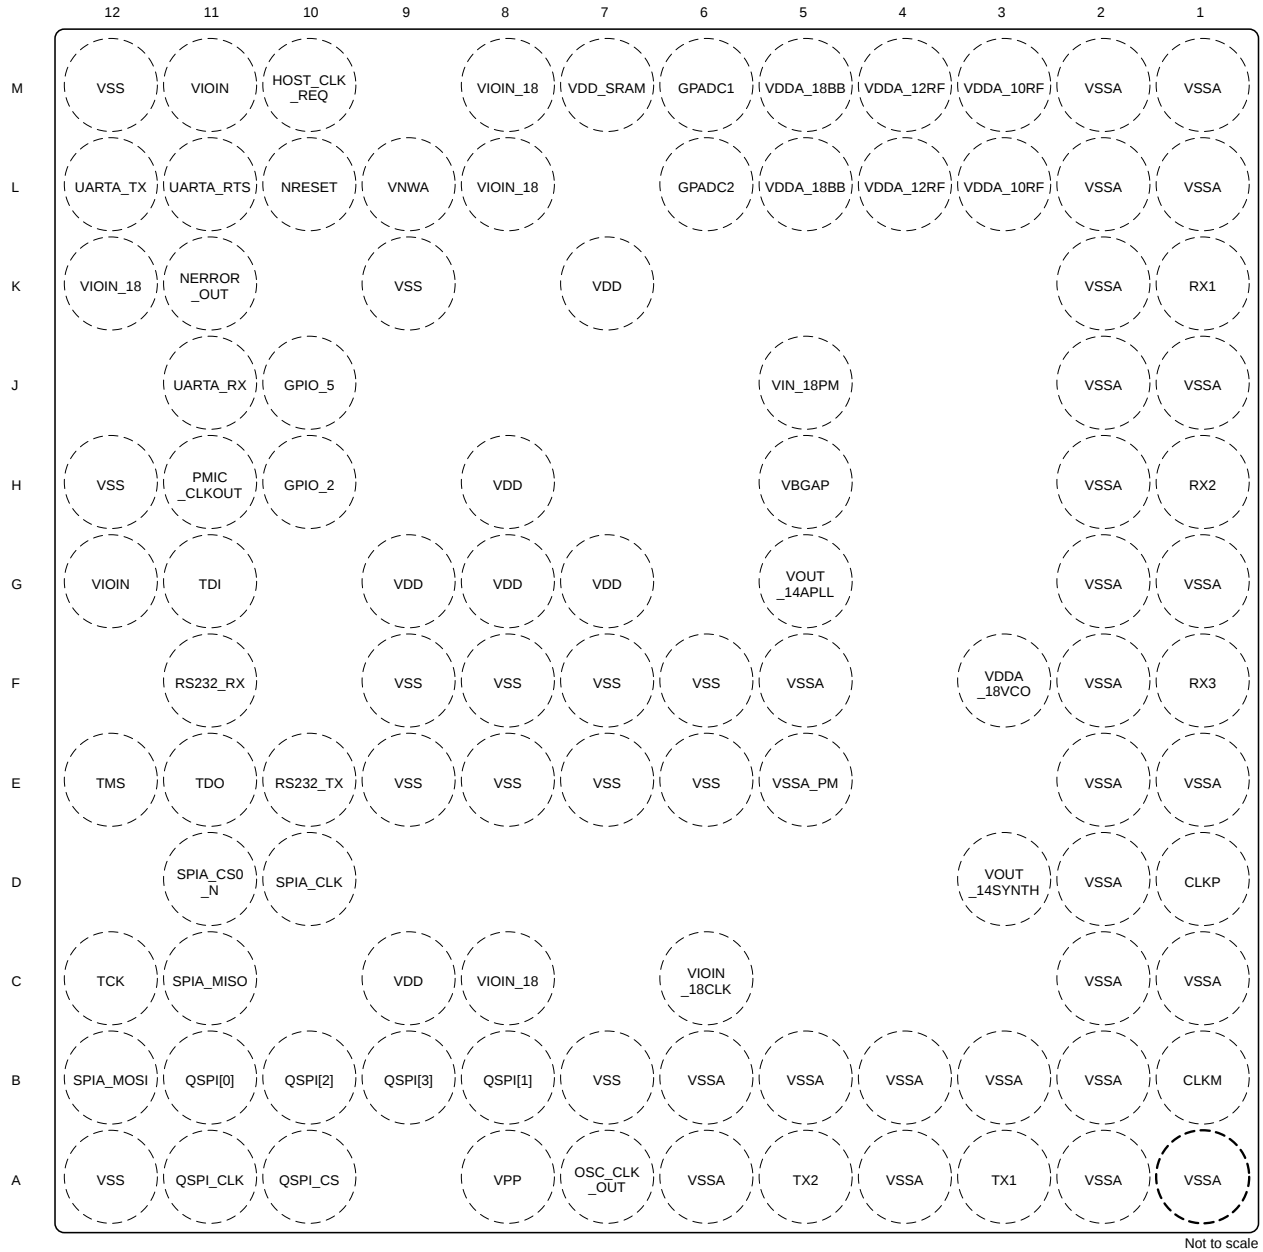 12 11 10 9 8 7 6 5 4 3 2 1
M VSS VIOIN HOST_CLK
_REQ VIOIN_18 VDD_SRAM GPADC1 VDDA_18BB VDDA_12RF VDDA_10RF VSSA VSSA
L UARTA_TX UARTA_RTS NRESET VNWA VIOIN_18 GPADC2 VDDA_18BB VDDA_12RF VDDA_10RF VSSA VSSA
K VIOIN_18 NERROR
_OUT VSS VDD VSSA RX1
J UARTA_RX GPIO_5 VIN_18PM VSSA VSSA
H VSS PMIC
_CLKOUT GPIO_2 VDD VBGAP VSSA RX2
G VIOIN TDI VDD VDD VDD VOUT
_14APLL VSSA VSSA
F RS232_RX VSS VSS VSS VSS VSSA VDDA
_18VCO VSSA RX3
E TMS TDO RS232_TX VSS VSS VSS VSS VSSA_PM VSSA VSSA
D SPIA_CS0
_N SPIA_CLK VOUT
_14SYNTH VSSA CLKP
C TCK SPIA_MISO VDD VIOIN_18 VIOIN
_18CLK VSSA VSSA
B SPIA_MOSI QSPI[0] QSPI[2] QSPI[3] QSPI[1] VSS VSSA VSSA VSSA VSSA VSSA CLKM
A VSS QSPI_CLK QSPI_CS VPP OSC_CLK
_OUT VSSA TX2 VSSA TX1 VSSA VSSA
Not to scale